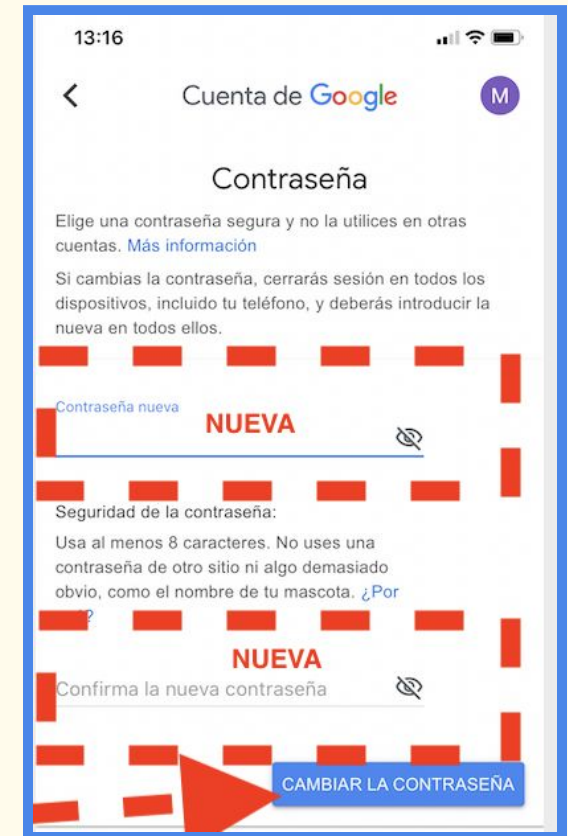 13:16
Cuenta de Google
M
Contraseña
Elige una contraseña segura y no la utilices en otras
cuentas. Más información
Si cambias la contraseña, cerrarás sesión en todos los
dispositivos, incluido tu teléfono, y deberás introducir la
nueva en todos ellos.
Contraseña nueva
NUEVA
Seguridad de la contraseña:
Usa al menos 8 caracteres. No uses una
contraseña de otro sitio ni algo demasiado
obvio, como el nombre de tu mascota. ¿Por
?
NUEVA
Confirma la nueva contraseña
CAMBIAR LA CONTRASEÑA